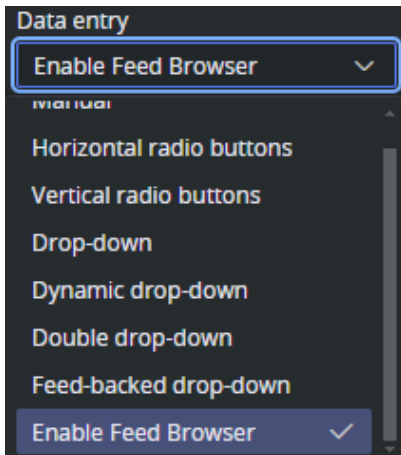 Data entry
Enable Feed Browser
Manual
Horizontal radio buttons
Vertical radio buttons
Drop-down
Dynamic drop-down
Double drop-down
Feed-backed drop-down
Enable Feed Browser